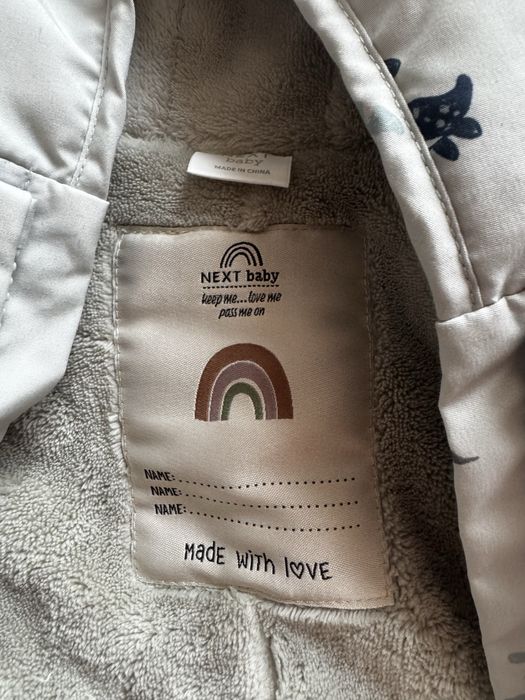 baby
MADE IN CHINA
NEXT baby
keep me...love me
pass me on
NAME:
NAME:
NAME:
MadE WiTH lOVE